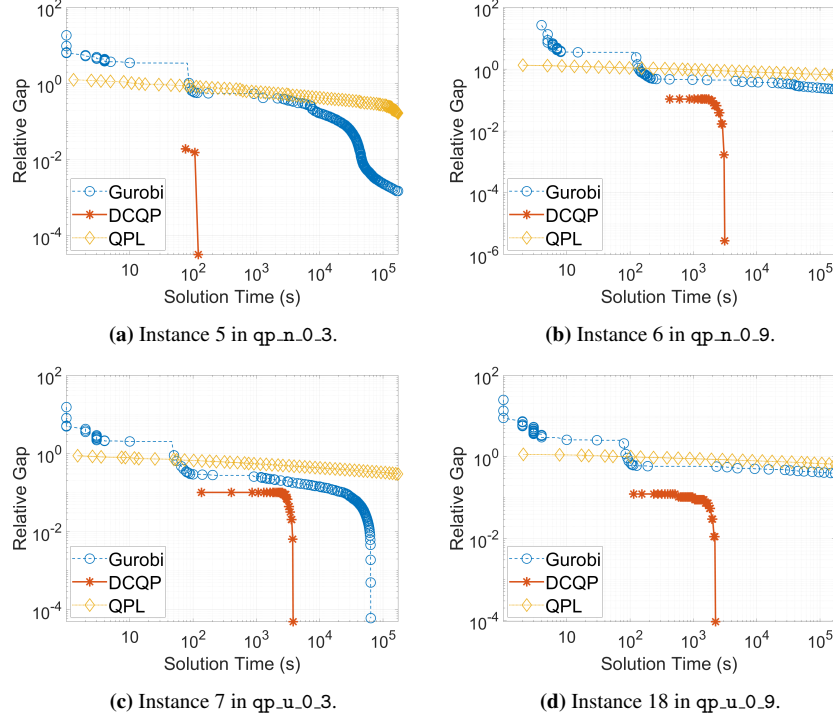 10^2
10^0
10^-2
10^-4
Relative Gap
Gurobi
DCQP
QPL
10 10^2 10^3 10^4 10^5
Solution Time (s)
(a) Instance 5 in qp_n_0_3.
10^2
10^0
10^-2
10^-4
10^-6
Relative Gap
Gurobi
DCQP
QPL
10 10^2 10^3 10^4 10^5
Solution Time (s)
(b) Instance 6 in qp_n_0_9.
10^2
10^0
10^-2
10^-4
Relative Gap
Gurobi
DCQP
QPL
10 10^2 10^3 10^4 10^5
Solution Time (s)
(c) Instance 7 in qp_u_0_3.
10^2
10^0
10^-2
10^-4
Relative Gap
Gurobi
DCQP
QPL
10 10^2 10^3 10^4 10^5
Solution Time (s)
(d) Instance 18 in qp_u_0_9.